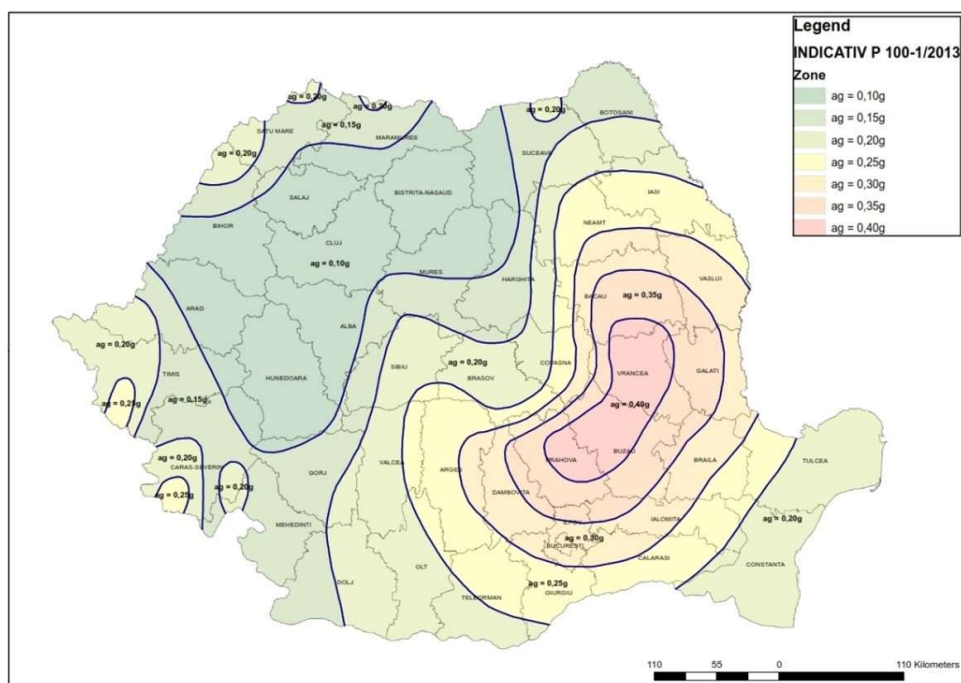 Legend
INDICATIV P 100-1/2013
Zone
ag = 0,10g
ag = 0,15g
ag = 0,20g
ag = 0,25g
ag = 0,30g
ag = 0,35g
ag = 0,40g
ag = 0,20g
ag = 0,20g
ag = 0,20g
BOTOSANI
ag = 0,15g
SATU MARE
MARAMURES
SUCEAVA
ag = 0,20g
BISTRITA-NASAUD
IASI
SALAJ
BIHOR
NEAMT
CLUJ
ag = 0,10g
MURES
HARGHITA
VASLUI
BACAU
ag = 0,35g
ARAD
ALBA
ag = 0,20g
COVASNA
ag = 0,20g
SIBIU
BRASOV
TIMIS
HUNEDOARA
VRANCEA
GALATI
ag = 0,15g
ag = 0,25g
ag = 0,40g
ag = 0,20g
CARAS-SEVERIN
GORJ
VALCEA
ARGES
PRAHOVA
BUZAU
BRAILA
TULCEA
ag = 0,20g
ag = 0,25g
DAMBOVITA
MEHEDINTI
ILFOV
IALOMITA
ag = 0,20g
ag = 0,30g
BUCURESTI
CALARASI
CONSTANTA
OLT
DOLJ
ag = 0,25g
TELEORMAN
GIURGIU
110 55 0 110 Kilometers